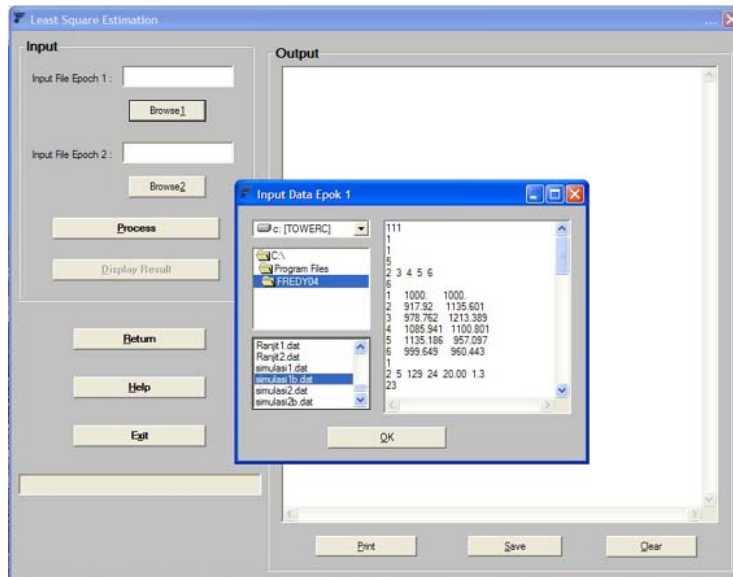 Least Square Estimation
Input
Input File Epoch 1 :
Browse1
Input File Epoch 2 :
Browse2
Process
Display Result
Return
Help
Exit
Output
Print
Save
Clear
Input Data Epok 1
c: [TOWERC]
C:\
Program Files
FREDY04
Ranjit1.dat
Ranjit2.dat
simulasi1.dat
simulasi1b.dat
simulasi2.dat
simulasi2b.dat
111
1
1
5
2 3 4 5 6
6
1 1000. 1000.
2 917.92 1135.601
3 978.762 1213.389
4 1085.941 1100.801
5 1135.186 957.097
6 999.649 960.443
1
2 5 129 24 20.00 1.3
23
OK